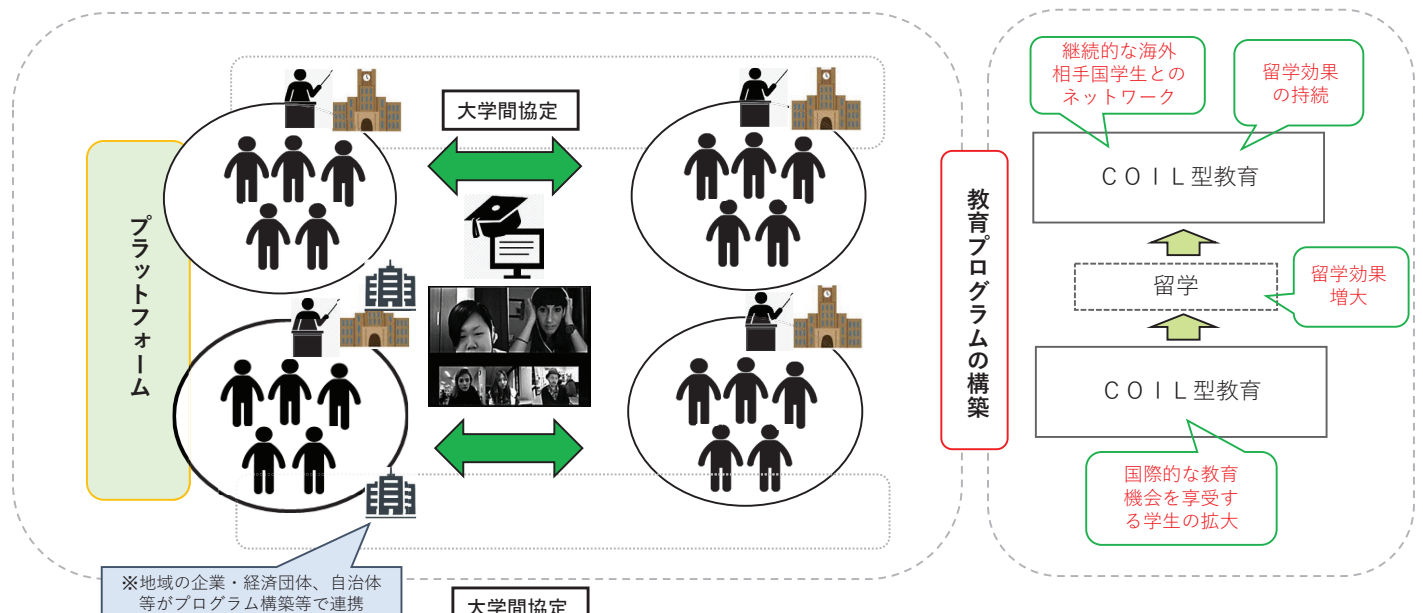 大学間協定
プラットフォーム
※地域の企業・経済団体、自治体
等がプログラム構築等で連携
大学間協定
教育プログラムの構築
継続的な海外
相手国学生との
ネットワーク
留学効果
の持続
ＣＯＩＬ型教育
留学
留学効果
増大
ＣＯＩＬ型教育
国際的な教育
機会を享受す
る学生の拡大